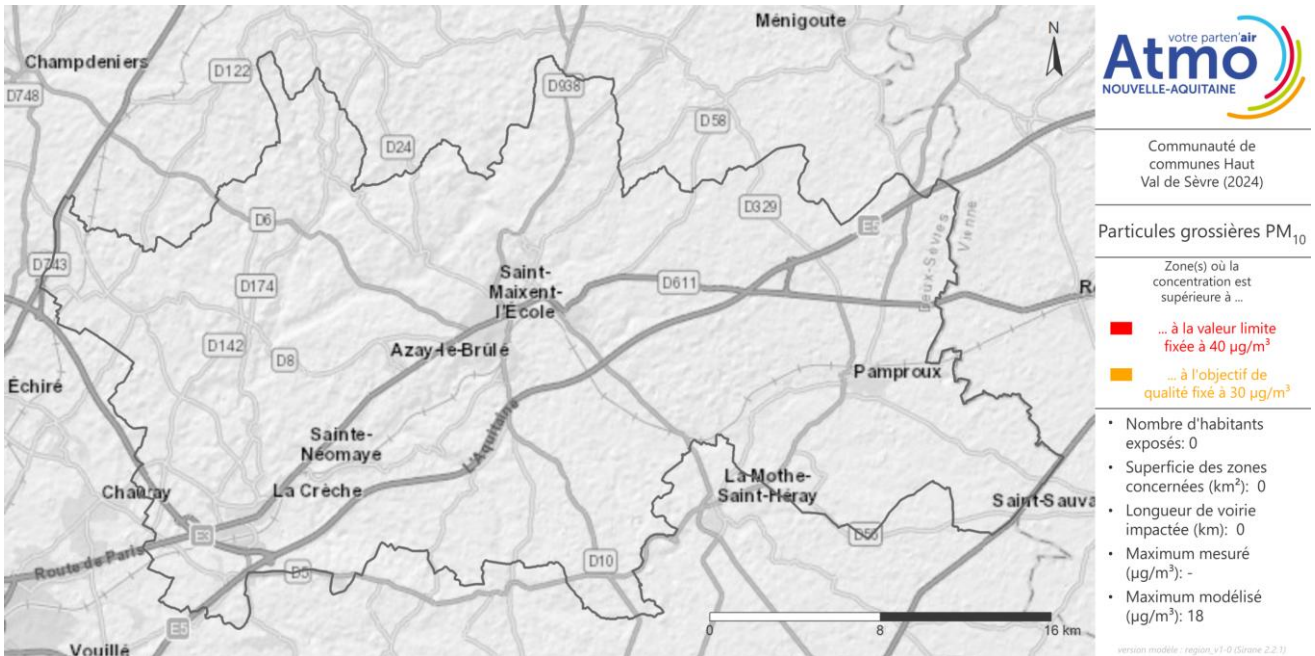 Ménigoute
Champdeniers
D122
D938
D748
D24
D58
N
D6
D329
E5
Deux-Sèvres
Vienne
D743
D174
Saint-
Maixent-
l'École
D611
D142
D8
Azay-le-Brûlé
Pamproux
Échiré
L'Aquitaine
Sainte-
Néomaye
Chauray
La Crèche
La Mothe-
Saint-Héray
Saint-Sauva
D56
Route de Paris
D5
D10
E5
Vouillé
0
8
16 km
votre parten'air
Atmo
NOUVELLE-AQUITAINE
Communauté de
communes Haut
Val de Sèvre (2024)
Particules grossières PM₁₀
Zone(s) où la
concentration est
supérieure à ...
... à la valeur limite
fixée à 40 µg/m³
... à l'objectif de
qualité fixé à 30 µg/m³
• Nombre d'habitants
exposés: 0
• Superficie des zones
concernées (km²): 0
• Longueur de voirie
impactée (km): 0
• Maximum mesuré
(µg/m³): -
• Maximum modélisé
(µg/m³): 18
version modèle : region_v1-0 (Sirane 2.2.1)